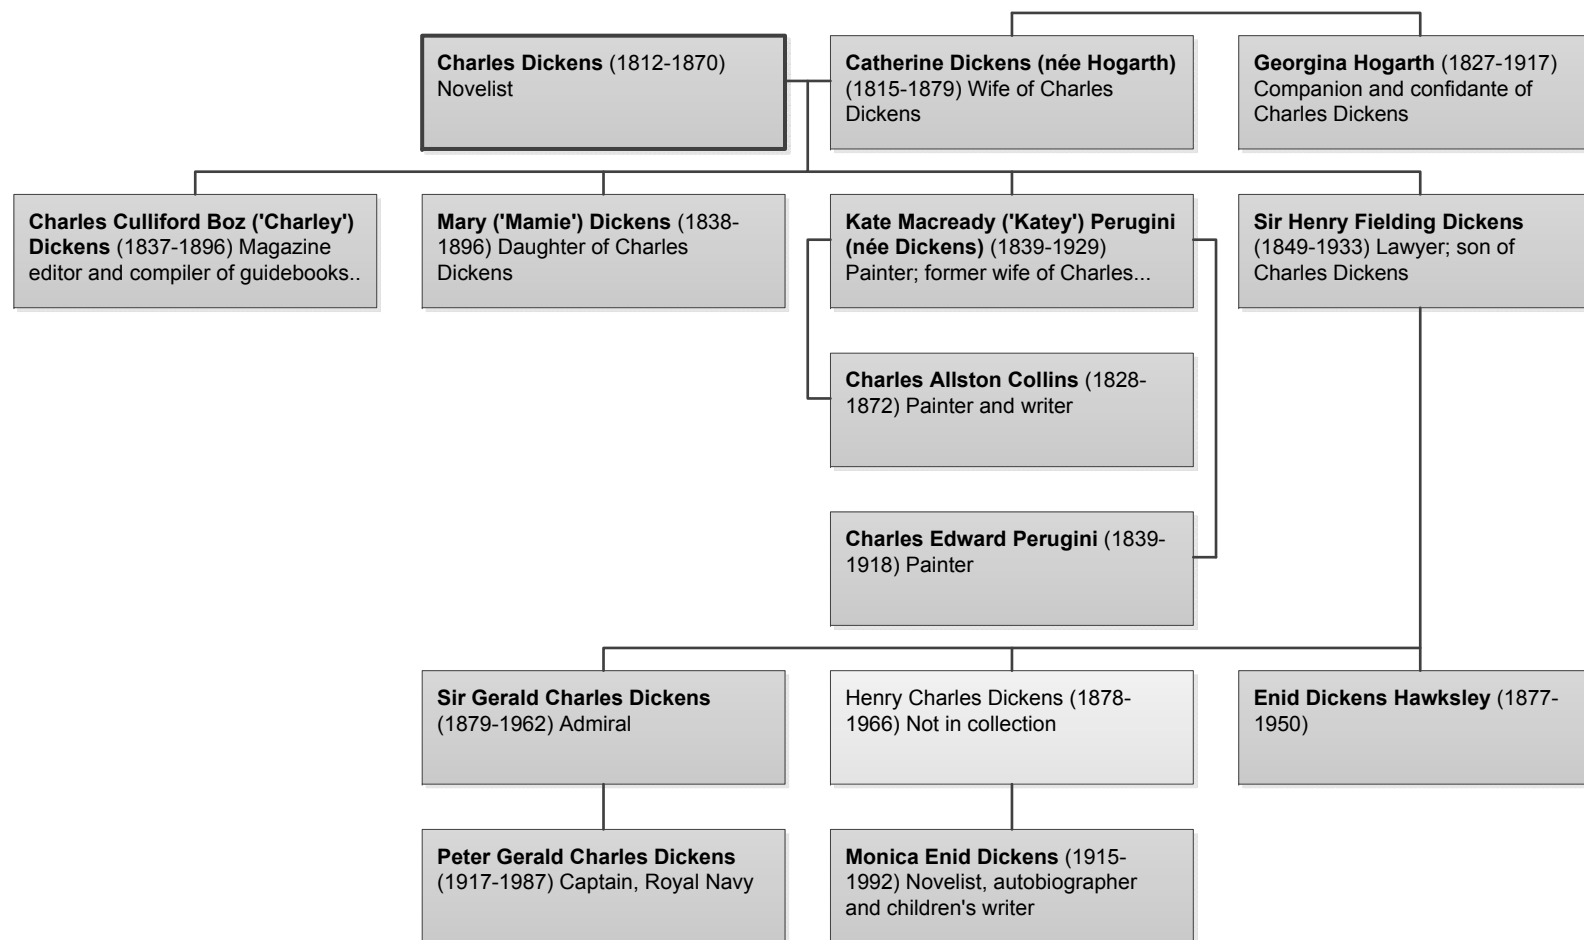 Charles Dickens (1812-1870)
Novelist
Catherine Dickens (née Hogarth)
(1815-1879) Wife of Charles
Dickens
Georgina Hogarth (1827-1917)
Companion and confidante of
Charles Dickens
Charles Culliford Boz ('Charley')
Dickens (1837-1896) Magazine
editor and compiler of guidebooks..
Mary ('Mamie') Dickens (1838-
1896) Daughter of Charles
Dickens
Kate Macready ('Katey') Perugini
(née Dickens) (1839-1929)
Painter; former wife of Charles...
Sir Henry Fielding Dickens
(1849-1933) Lawyer; son of
Charles Dickens
Charles Allston Collins (1828-
1872) Painter and writer
Charles Edward Perugini (1839-
1918) Painter
Sir Gerald Charles Dickens
(1879-1962) Admiral
Henry Charles Dickens (1878-
1966) Not in collection
Enid Dickens Hawksley (1877-
1950)
Peter Gerald Charles Dickens
(1917-1987) Captain, Royal Navy
Monica Enid Dickens (1915-
1992) Novelist, autobiographer
and children's writer